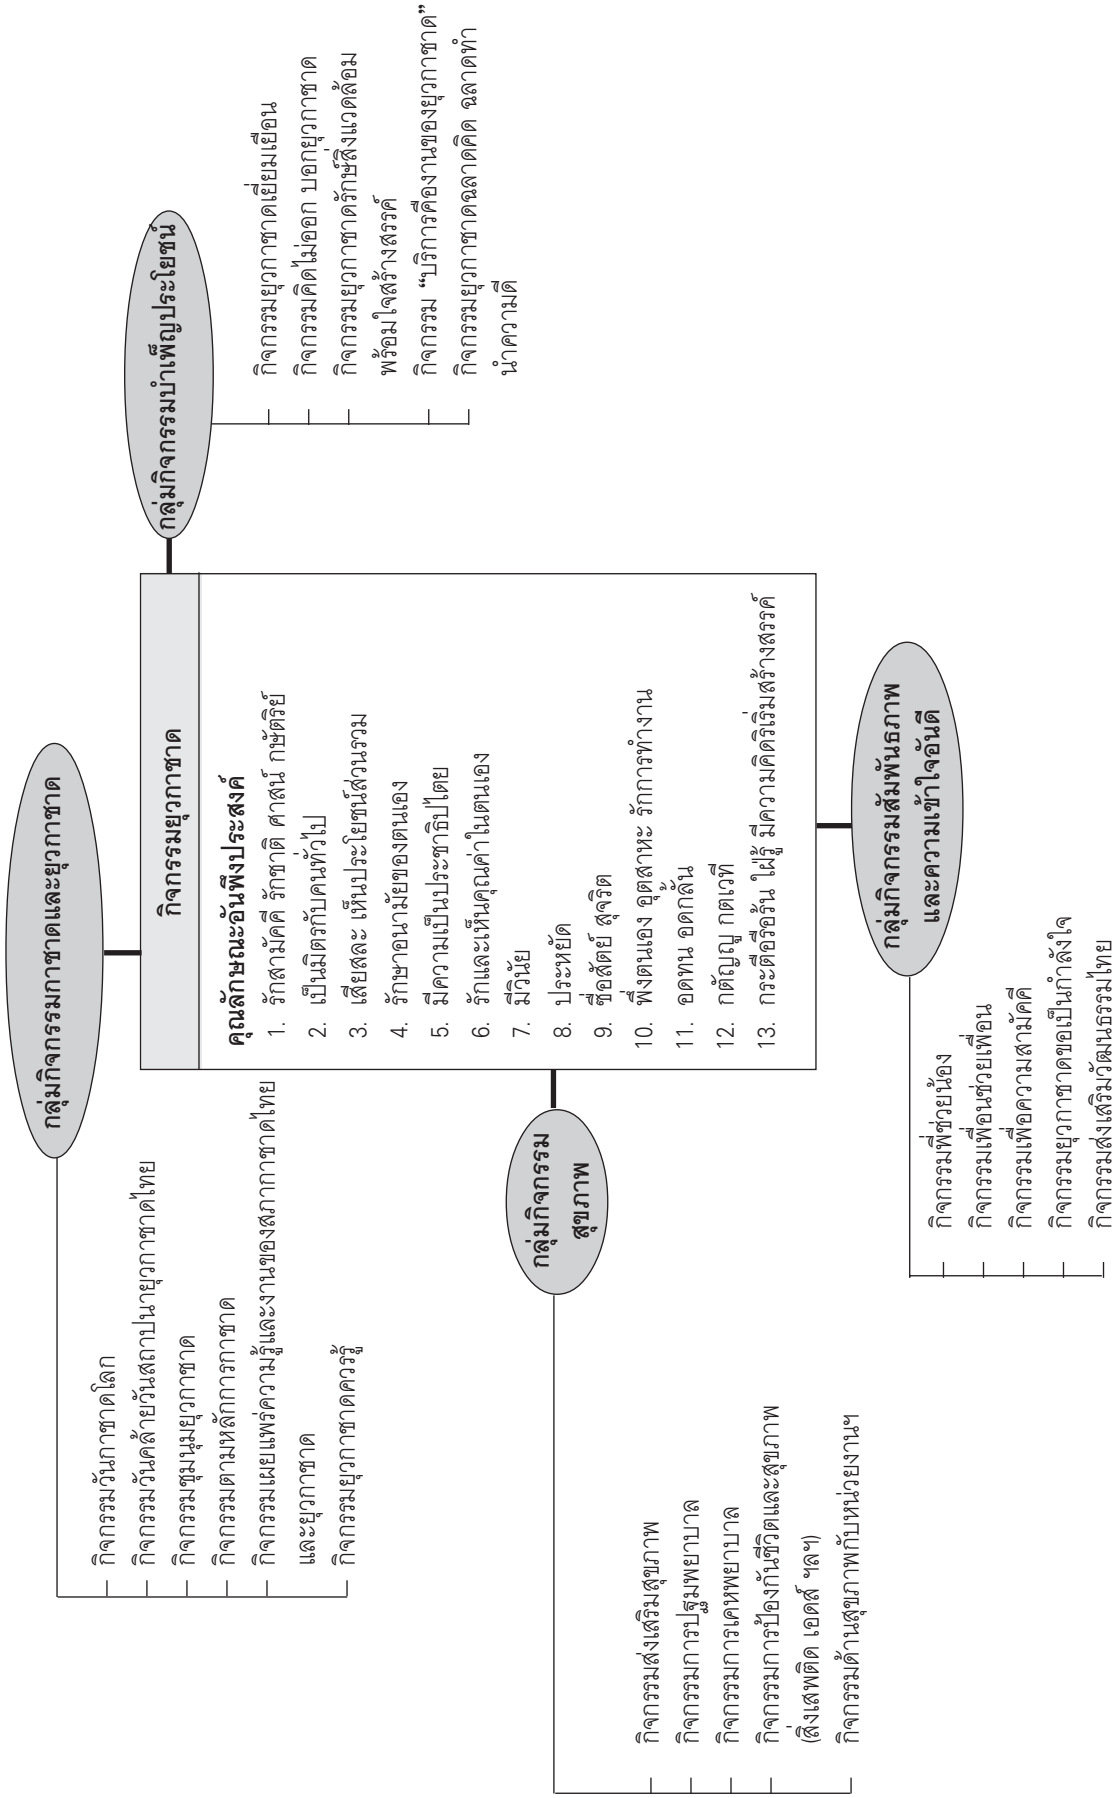 กลุ่มกิจกรรมกาชาดและยุวกาชาด
กิจกรรมวันกาชาดโลก
กิจกรรมวันคล้ายวันสถาปนายุวกาชาดไทย
กิจกรรมชุมนุมยุวกาชาด
กิจกรรมตามหลักการกาชาด
กิจกรรมเผยแพร่ความรู้และงานของสภากาชาดไทย
และยุวกาชาด
กิจกรรมยุวกาชาดควรรู้
กลุ่มกิจกรรมบำเพ็ญประโยชน์
กิจกรรมยุวกาชาดเยี่ยมเยือน
กิจกรรมคิดไม่ออก บอกยุวกาชาด
กิจกรรมยุวกาชาดรักษ์สิ่งแวดล้อม
พร้อมใจสร้างสรรค์
กิจกรรม “บริการคืองานของยุวกาชาด”
กิจกรรมยุวกาชาดฉลาดคิด ฉลาดทำ
นำความดี
กิจกรรมยุวกาชาด
คุณลักษณะอันพึงประสงค์
1. รักสามัคคี รักชาติ ศาสน์ กษัตริย์
2. เป็นมิตรกับคนทั่วไป
3. เสียสละ เห็นประโยชน์ส่วนรวม
4. รักษาอนามัยของตนเอง
5. มีความเป็นประชาธิปไตย
6. รักและเห็นคุณค่าในตนเอง
7. มีวินัย
8. ประหยัด
9. ซื่อสัตย์ สุจริต
10. พึ่งตนเอง อุตสาหะ รักการทำงาน
11. อดทน อดกลั้น
12. กตัญญู กตเวที
13. กระตือรือร้น ใฝ่รู้ มีความคิดริเริ่มสร้างสรรค์
กลุ่มกิจกรรม
สุขภาพ
กิจกรรมส่งเสริมสุขภาพ
กิจกรรมการปฐมพยาบาล
กิจกรรมการเคหพยาบาล
กิจกรรมการป้องกันชีวิตและสุขภาพ
(สิ่งเสพติด เอดส์ ฯลฯ)
กิจกรรมด้านสุขภาพกับหน่วยงานฯ
กลุ่มกิจกรรมสัมพันธภาพ
และความเข้าใจอันดี
กิจกรรมพี่ช่วยน้อง
กิจกรรมเพื่อนช่วยเพื่อน
กิจกรรมเพื่อความสามัคคี
กิจกรรมยุวกาชาดขอเป็นกำลังใจ
กิจกรรมส่งเสริมวัฒนธรรมไทย